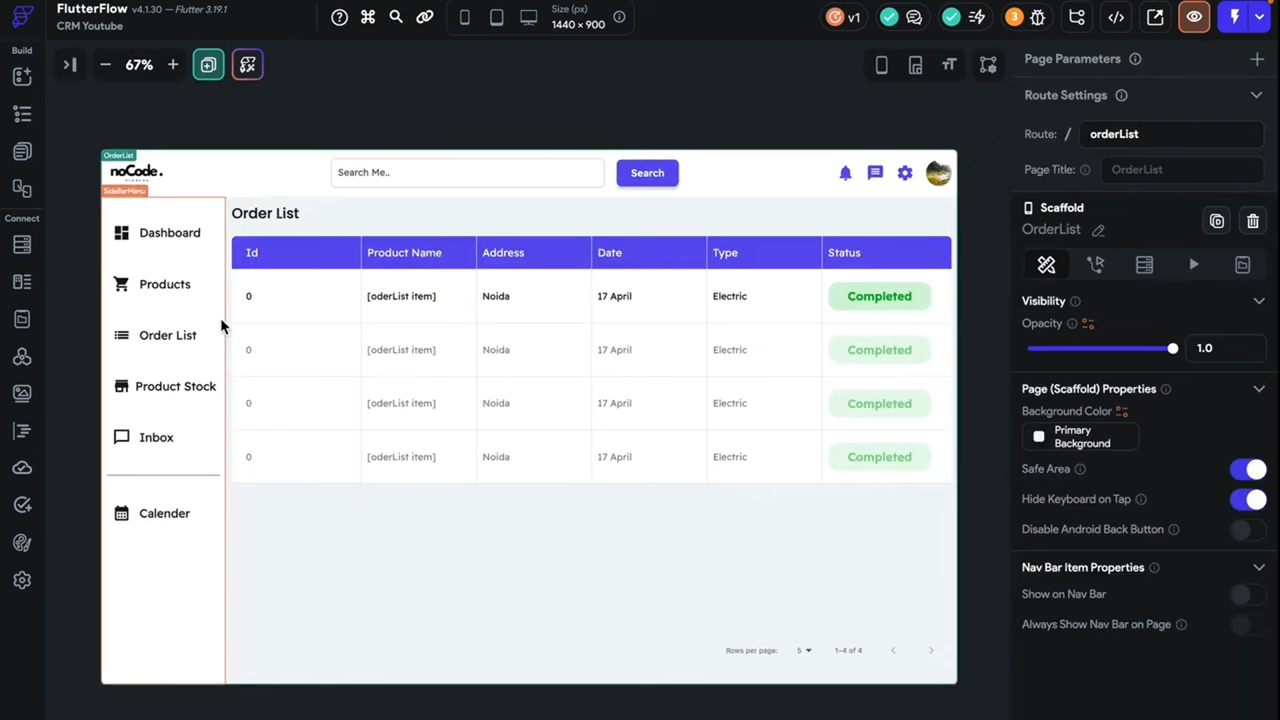 FlutterFlow v4.1.30 – Flutter 3.19.1
CRM Youtube
Size (px)
1440 × 900
v1
3
Build
Connect
67%
OrderList
noCode.
SideBarMenu
Search Me..
Search
Dashboard
Products
Order List
Product Stock
Inbox
Calender
Order List
Id Product Name Address Date Type Status
0 [oderList item] Noida 17 April Electric Completed
0 [oderList item] Noida 17 April Electric Completed
0 [oderList item] Noida 17 April Electric Completed
0 [oderList item] Noida 17 April Electric Completed
Rows per page: 5 1–4 of 4
Page Parameters
Route Settings
Route: / orderList
Page Title: OrderList
Scaffold
OrderList
Visibility
Opacity
1.0
Page (Scaffold) Properties
Background Color
Primary
Background
Safe Area
Hide Keyboard on Tap
Disable Android Back Button
Nav Bar Item Properties
Show on Nav Bar
Always Show Nav Bar on Page